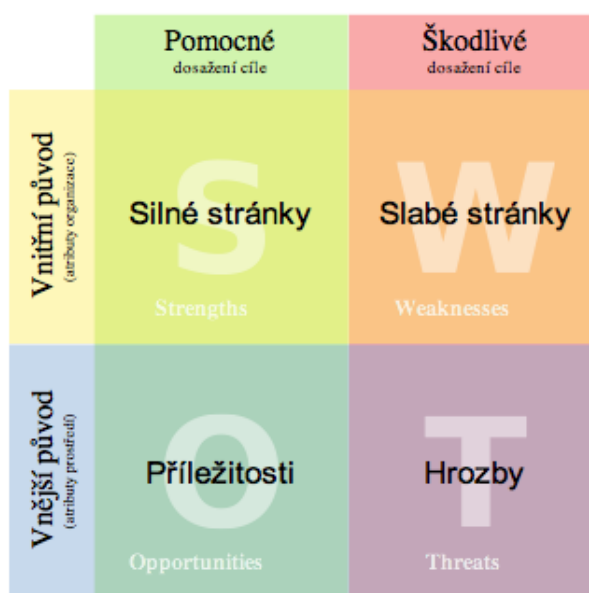 Pomocné
dosažení cíle
Škodlivé
dosažení cíle
Vnitřní původ
(atributy organizace)
S
Silné stránky
Strengths
W
Slabé stránky
Weaknesses
Vnější původ
(atributy prostředí)
O
Příležitosti
Opportunities
T
Hrozby
Threats